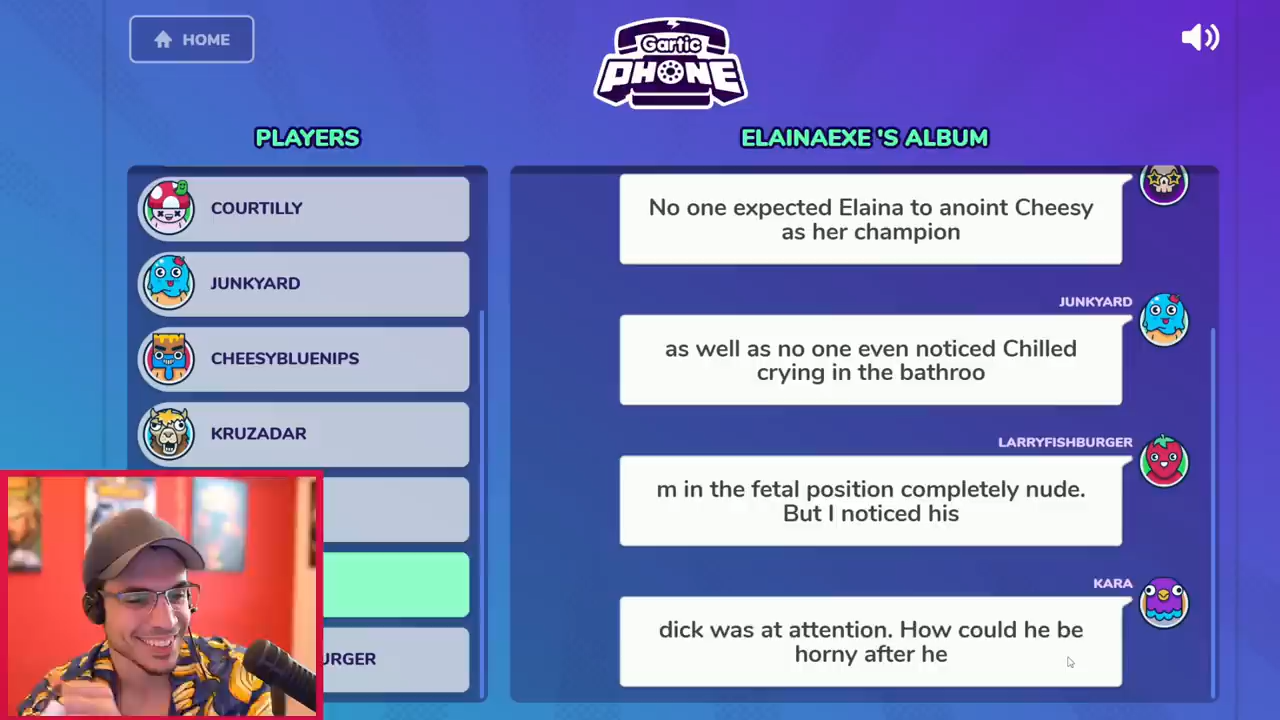 HOME
Gartic
PHONE
PLAYERS
COURTILLY
JUNKYARD
CHEESYBLUENIPS
KRUZADAR
URGER
ELAINAEXE 'S ALBUM
No one expected Elaina to anoint Cheesy
as her champion
JUNKYARD
as well as no one even noticed Chilled
crying in the bathroo
LARRYFISHBURGER
m in the fetal position completely nude.
But I noticed his
KARA
dick was at attention. How could he be
horny after he